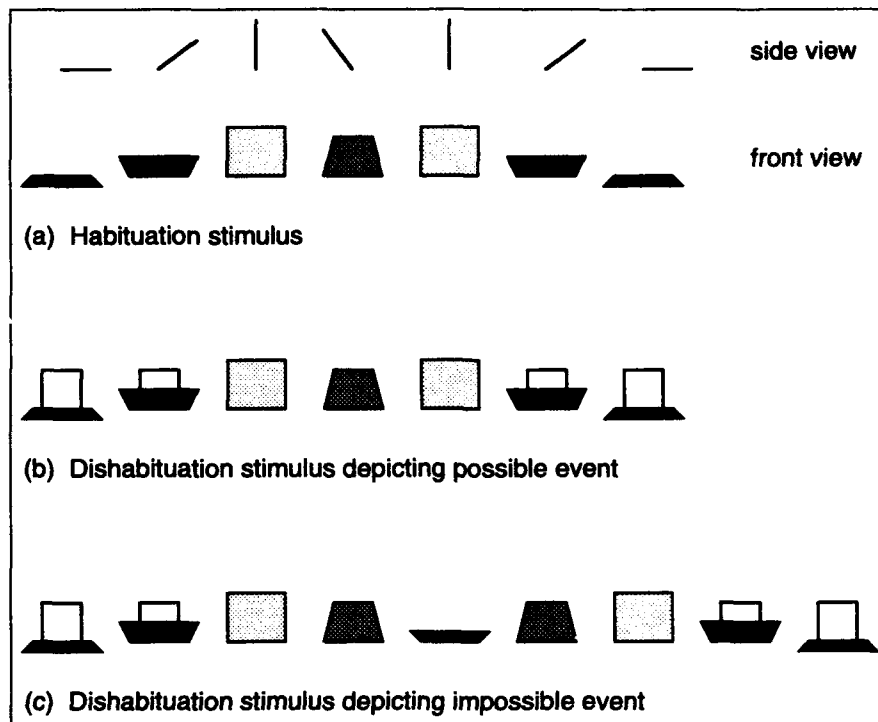 side view
front view
(a) Habituation stimulus
(b) Dishabituation stimulus depicting possible event
(c) Dishabituation stimulus depicting impossible event